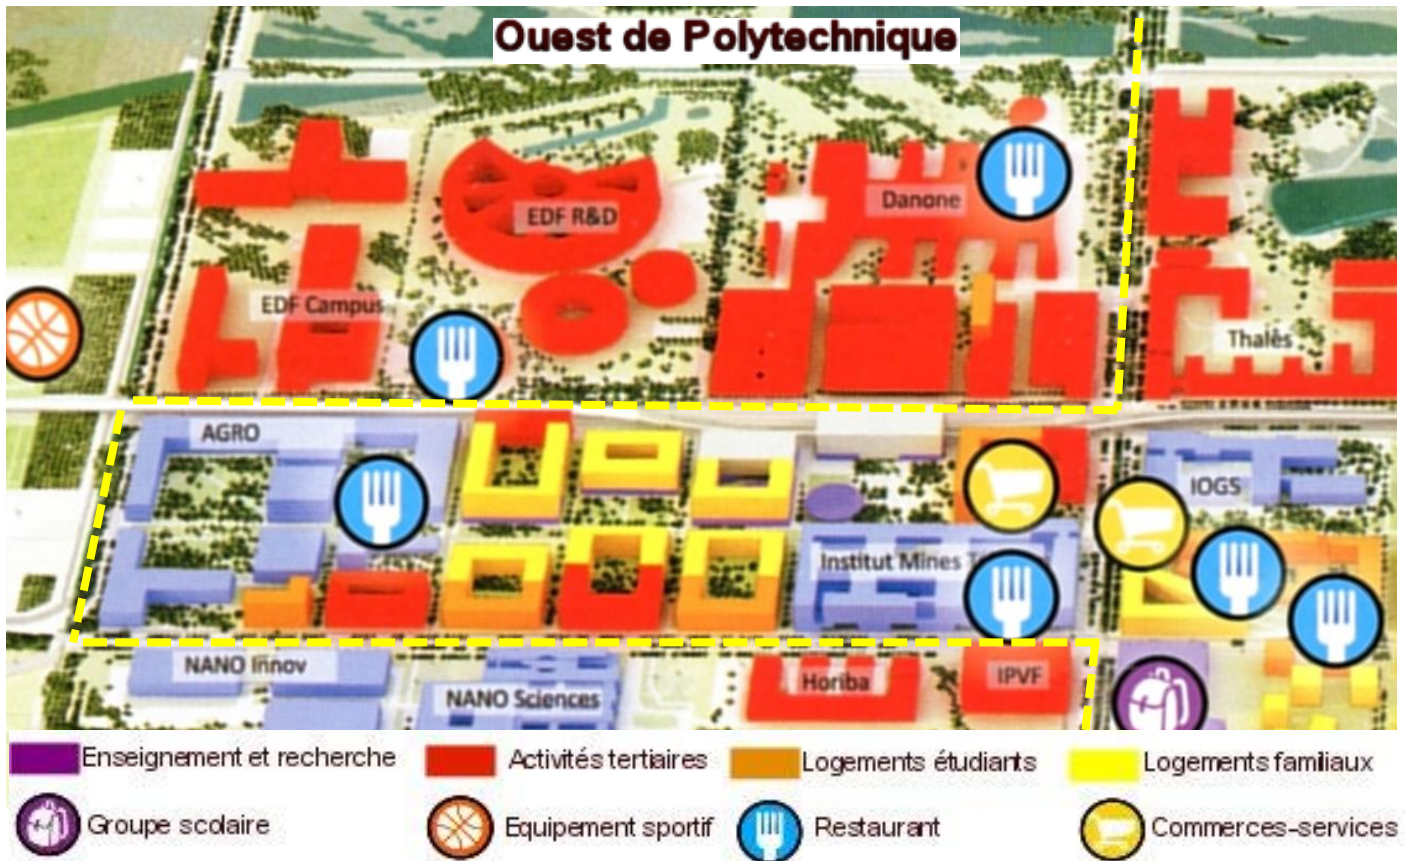 Ouest de Polytechnique
Danone
EDF R&D
EDF Campus
Thalès
AGRO
IOGS
Institut Mines
NANO Innov
NANO Sciences
Horiba
IPVF
Enseignement et recherche
Activités tertiaires
Logements étudiants
Logements familiaux
Groupe scolaire
Equipement sportif
Restaurant
Commerces-services